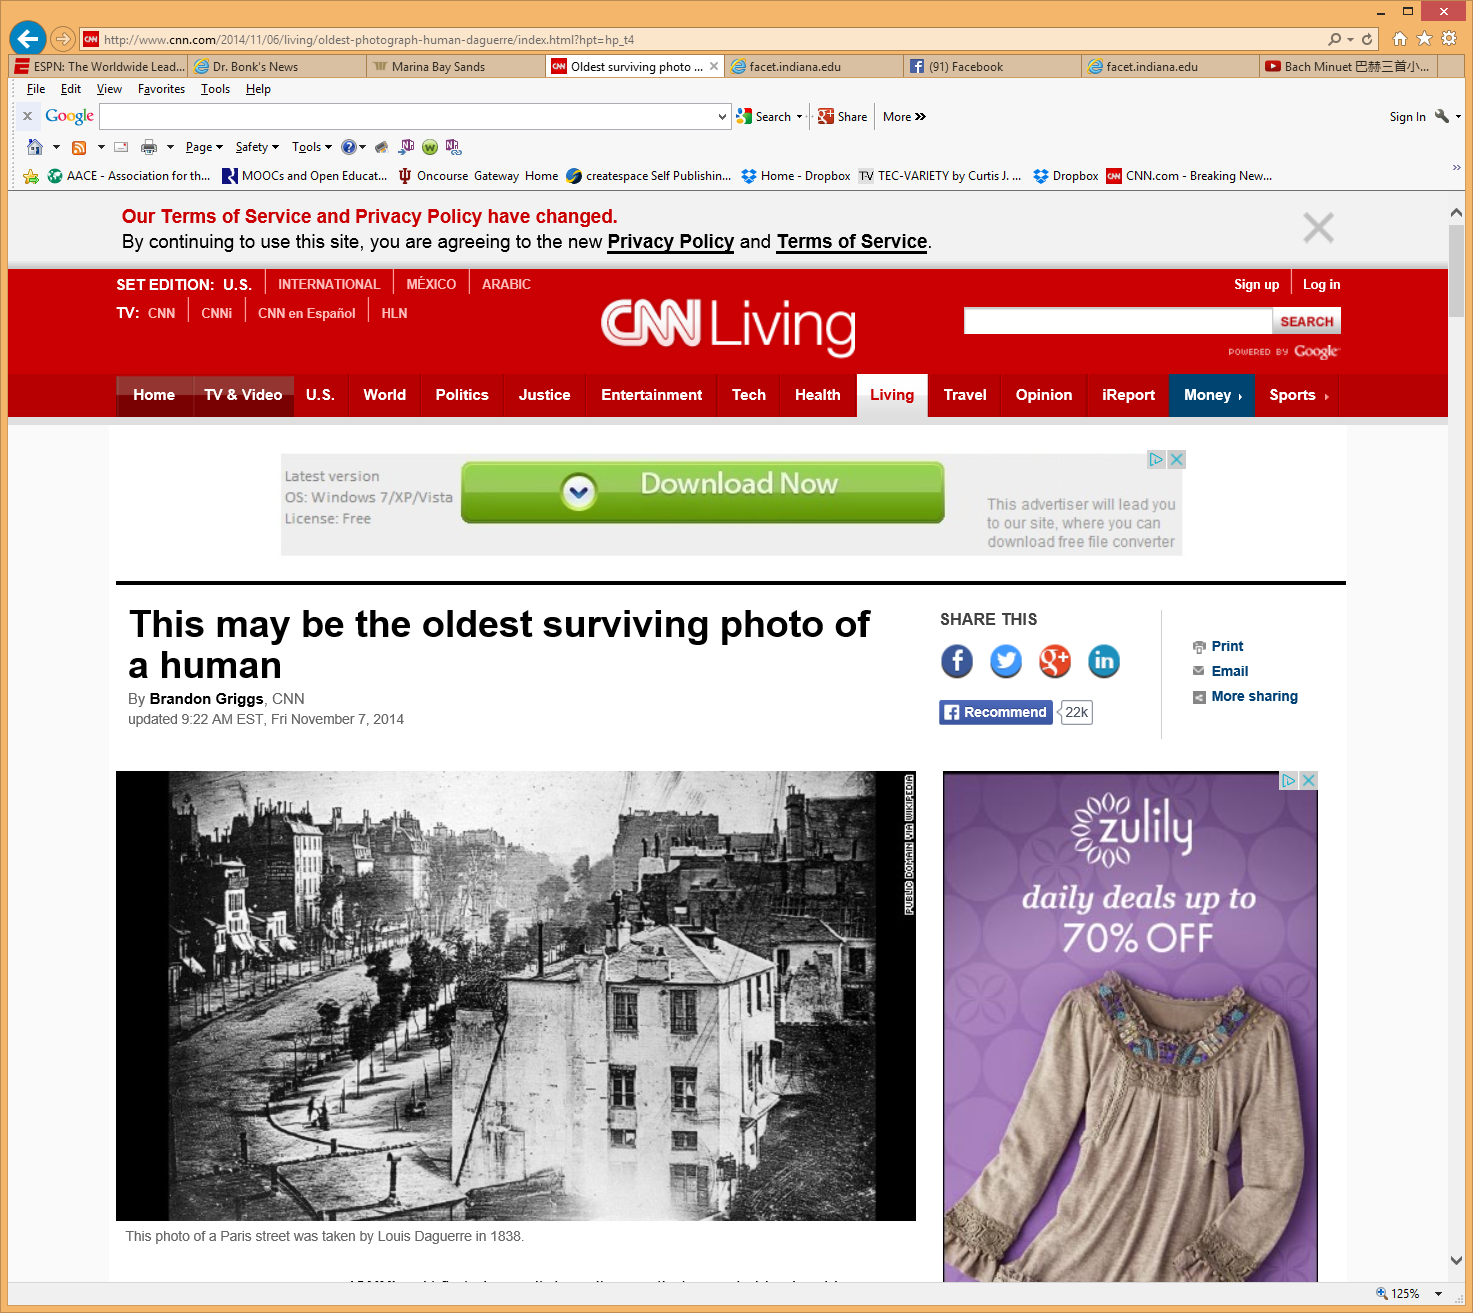 http://www.cnn.com/2014/11/06/living/oldest-photograph-human-daguerre/index.html?hpt=hp_t4
ESPN: The Worldwide Lead... Dr. Bonk's News Marina Bay Sands Oldest surviving photo ... facet.indiana.edu (91) Facebook facet.indiana.edu Bach Minuet 巴赫三首小...
File Edit View Favorites Tools Help
x Google Search Share More » Sign In
Page Safety Tools
AACE - Association for th... MOOCs and Open Educat... Oncourse Gateway Home createspace Self Publishin... Home - Dropbox TEC-VARIETY by Curtis J. ... Dropbox CNN.com - Breaking New...
Our Terms of Service and Privacy Policy have changed.
By continuing to use this site, you are agreeing to the new Privacy Policy and Terms of Service.
SET EDITION: U.S. INTERNATIONAL MÉXICO ARABIC
TV: CNN CNNi CNN en Español HLN
CNN Living
Sign up Log in
SEARCH
POWERED BY Google
Home TV & Video U.S. World Politics Justice Entertainment Tech Health Living Travel Opinion iReport Money Sports
Latest version
OS: Windows 7/XP/Vista
License: Free
Download Now
This advertiser will lead you
to our site, where you can
download free file converter
This may be the oldest surviving photo of
a human
By Brandon Griggs, CNN
updated 9:22 AM EST, Fri November 7, 2014
SHARE THIS
Recommend 22k
Print
Email
More sharing
PUBLIC DOMAIN VIA WIKIPEDIA
This photo of a Paris street was taken by Louis Daguerre in 1838.
zulily
daily deals up to
70% OFF
125%